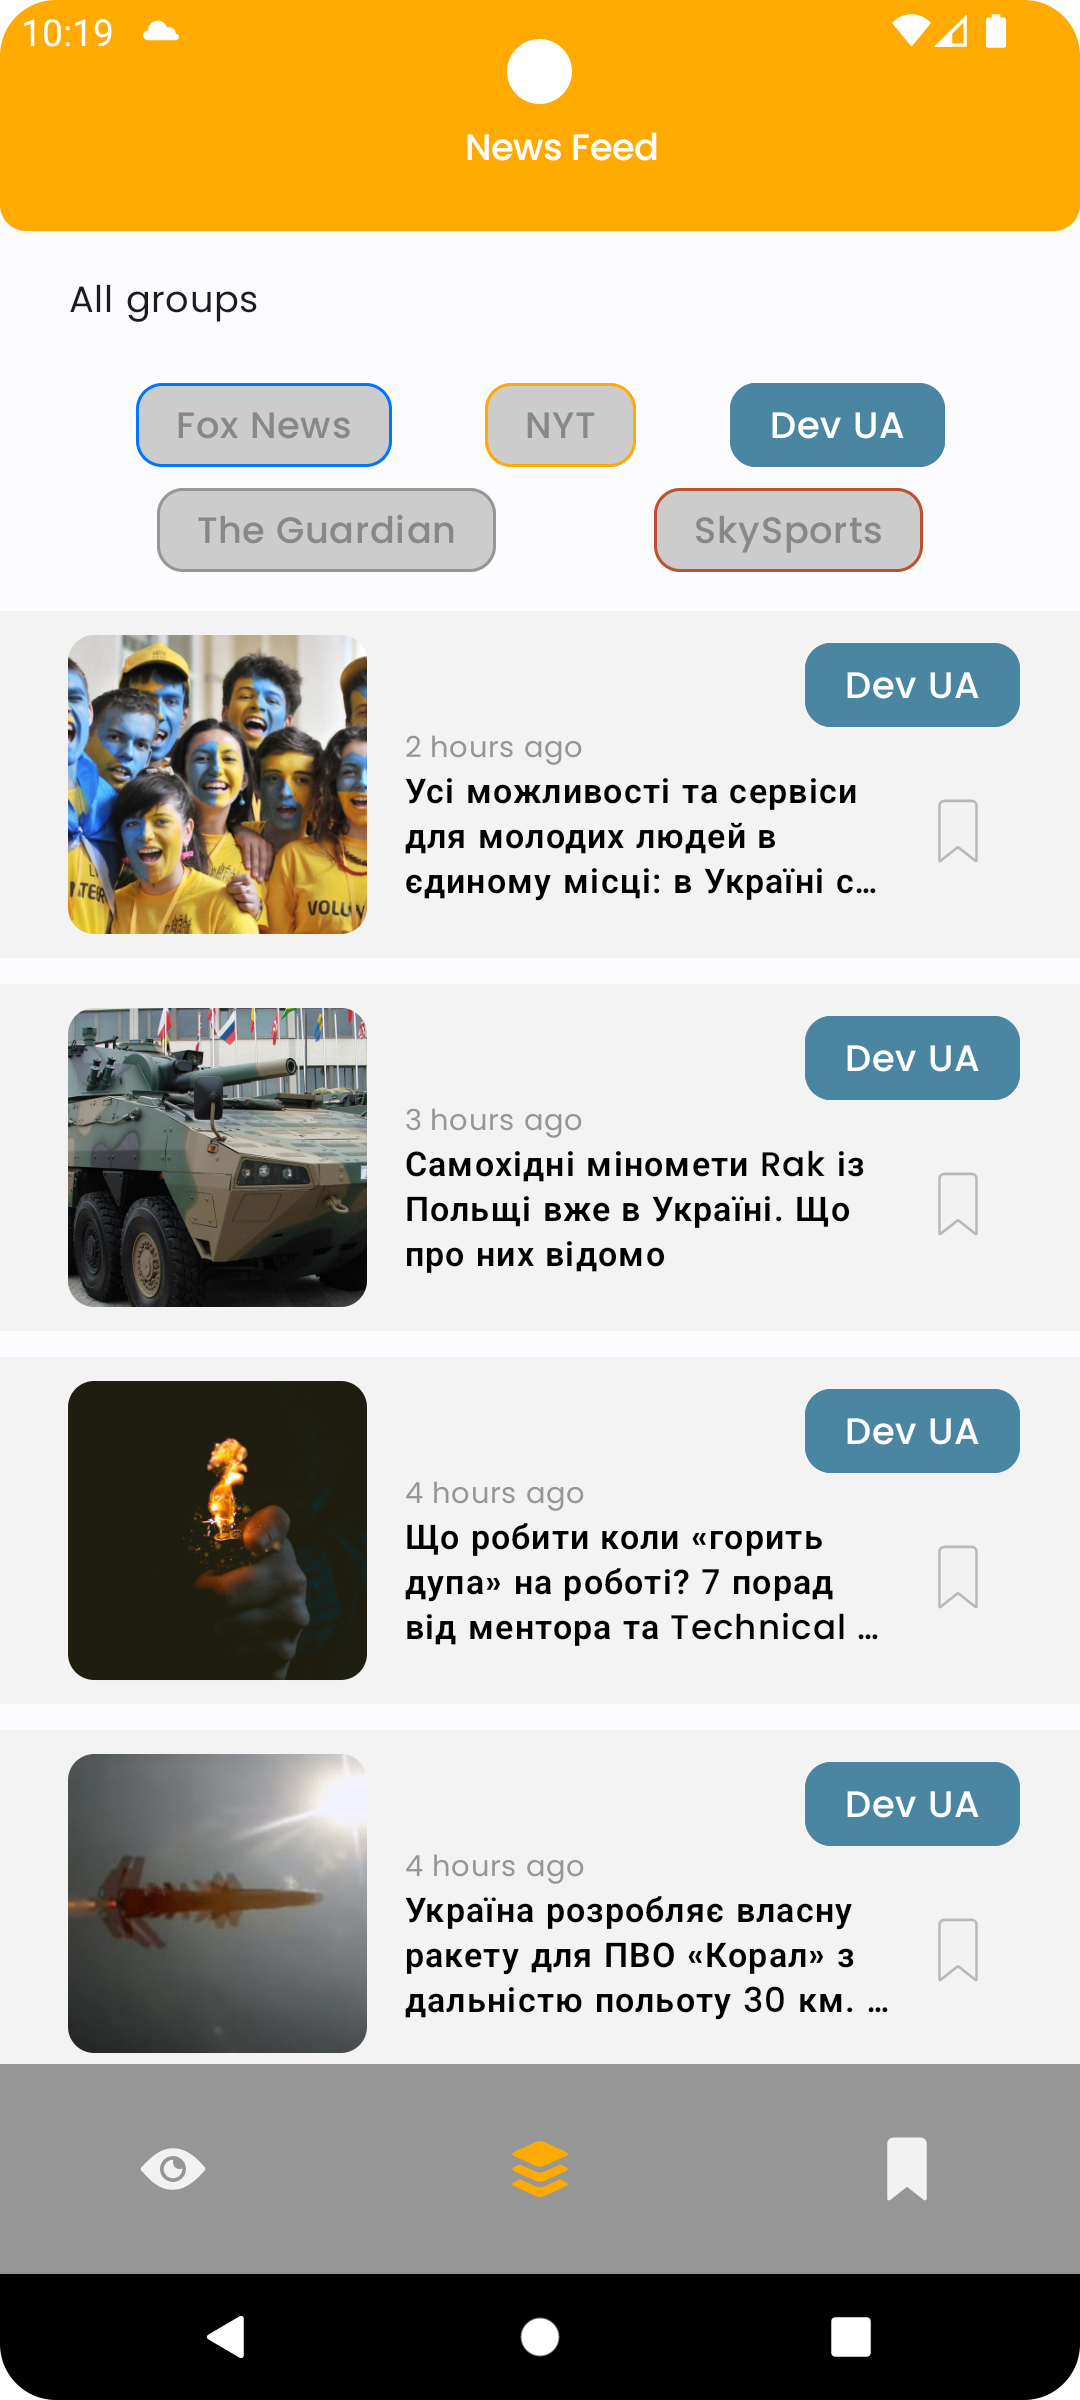 10:19
News Feed
All groups
Fox News
NYT
Dev UA
The Guardian
SkySports
Dev UA
2 hours ago
Усі можливості та сервіси
для молодих людей в
єдиному місці: в Україні с…
VOLU
Dev UA
3 hours ago
Самохідні міномети Rak із
Польщі вже в Україні. Що
про них відомо
Dev UA
4 hours ago
Що робити коли «горить
дупа» на роботі? 7 порад
від ментора та Technical …
Dev UA
4 hours ago
Україна розробляє власну
ракету для ПВО «Корал» з
дальністю польоту 30 км. …